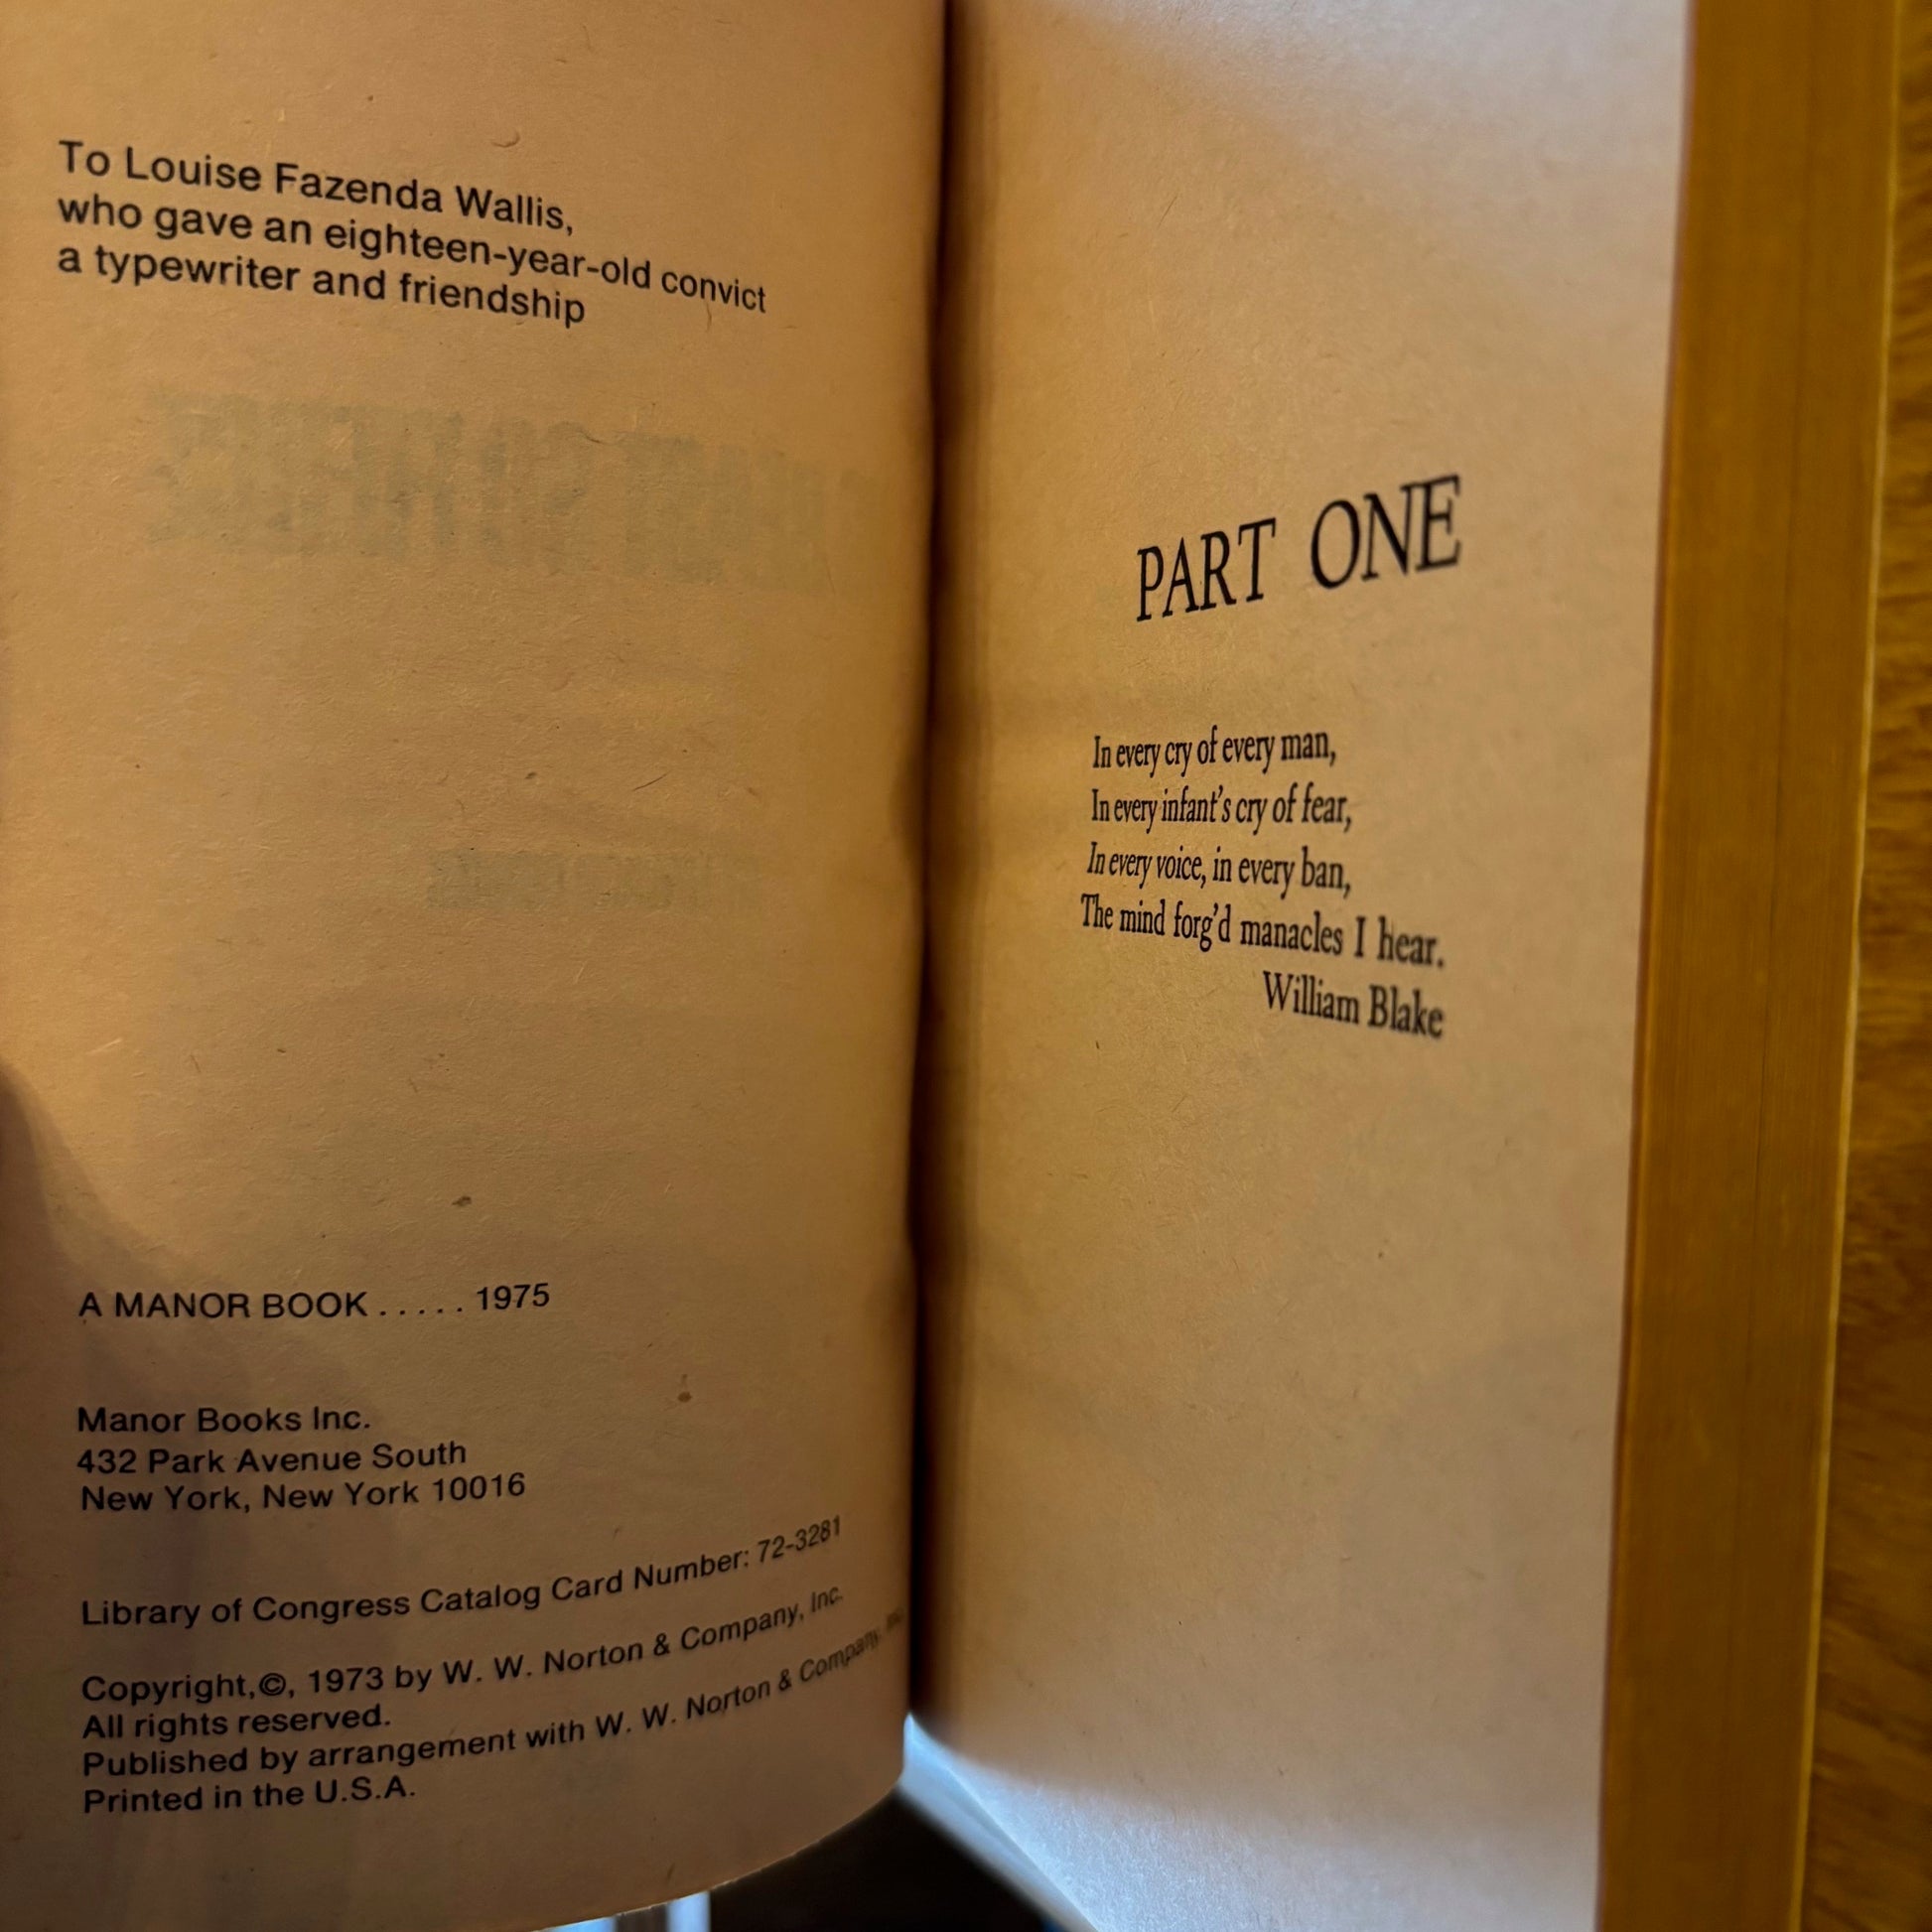 To Louise Fazenda Wallis,
who gave an eighteen-year-old convict
a typewriter and friendship
A MANOR BOOK . . . . . 1975
Manor Books Inc.
432 Park Avenue South
New York, New York 10016
Library of Congress Catalog Card Number: 72-3281
Copyright,©, 1973 by W. W. Norton & Company, Inc.
All rights reserved.
Published by arrangement with W. W. Norton & Company, Inc.
Printed in the U.S.A.
PART ONE
In every cry of every man,
In every infant's cry of fear,
In every voice, in every ban,
The mind forg'd manacles I hear.
William Blake